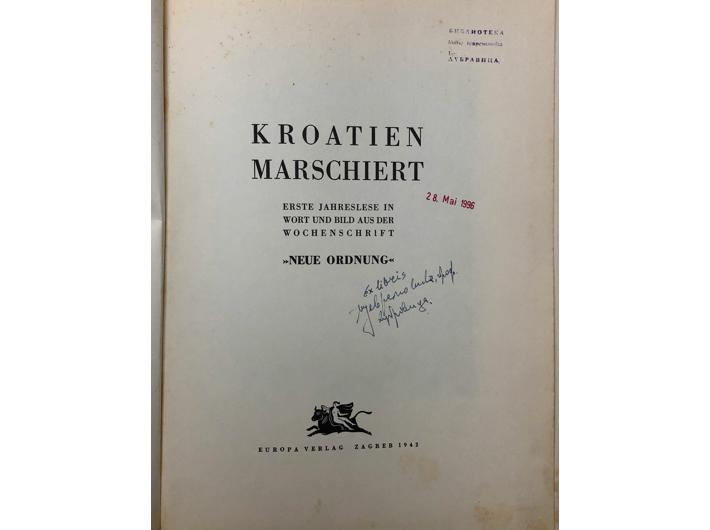 БИБЛИОТЕКА
ДУБРАВИЦА
KROATIEN
MARSCHIERT
28. Mai 1996
ERSTE JAHRESLESE IN
WORT UND BILD AUS DER
WOCHENSCHRIFT
»NEUE ORDNUNG«
ex libris
EUROPA VERLAG ZAGREB 1942